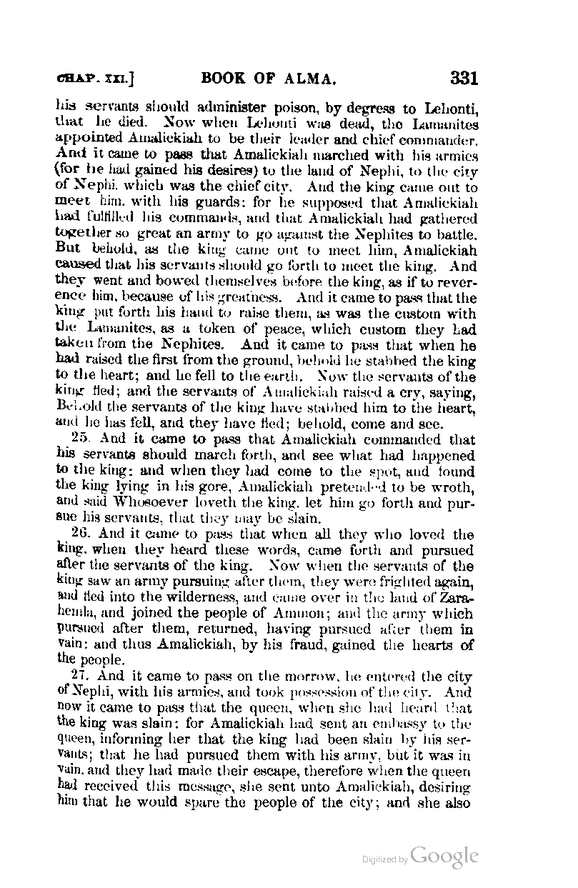 CHAP. XXI.] BOOK OF ALMA. 331
his servants should administer poison, by degress to Lehonti,
that he died. Now when Lehonti was dead, the Lamanites
appointed Amalickiah to be their leader and chief commander.
And it came to pass that Amalickiah marched with his armies
(for he had gained his desires) to the land of Nephi, to the city
of Nephi, which was the chief city. And the king came out to
meet him, with his guards: for he supposed that Amalickiah
had fulfilled his commands, and that Amalickiah had gathered
together so great an army to go against the Nephites to battle.
But behold, as the king came out to meet him, Amalickiah
caused that his servants should go forth to meet the king. And
they went and bowed themselves before the king, as if to rever-
ence him, because of his greatness. And it came to pass that the
king put forth his hand to raise them, as was the custom with
the Lamanites, as a token of peace, which custom they had
taken from the Nephites. And it came to pass that when he
had raised the first from the ground, behold he stabbed the king
to the heart; and he fell to the earth. Now the servants of the
king fled; and the servants of Amalickiah raised a cry, saying,
Behold the servants of the king have stabbed him to the heart,
and he has fell, and they have fled; behold, come and see.
25. And it came to pass that Amalickiah commanded that
his servants should march forth, and see what had happened
to the king: and when they had come to the spot, and found
the king lying in his gore, Amalickiah pretended to be wroth,
and said Whosoever loveth the king, let him go forth and pur-
sue his servants, that they may be slain.
26. And it came to pass that when all they who loved the
king, when they heard these words, came forth and pursued
after the servants of the king. Now when the servants of the
king saw an army pursuing after them, they were frighted again,
and fled into the wilderness, and came over in the land of Zara-
hemla, and joined the people of Ammon; and the army which
pursued after them, returned, having pursued after them in
vain: and thus Amalickiah, by his fraud, gained the hearts of
the people.
27. And it came to pass on the morrow, he entered the city
of Nephi, with his armies, and took possession of the city. And
now it came to pass that the queen, when she had heard that
the king was slain: for Amalickiah had sent an embassy to the
queen, informing her that the king had been slain by his ser-
vants; that he had pursued them with his army, but it was in
vain, and they had made their escape, therefore when the queen
had received this message, she sent unto Amalickiah, desiring
him that he would spare the people of the city; and she also
Digitized by Google